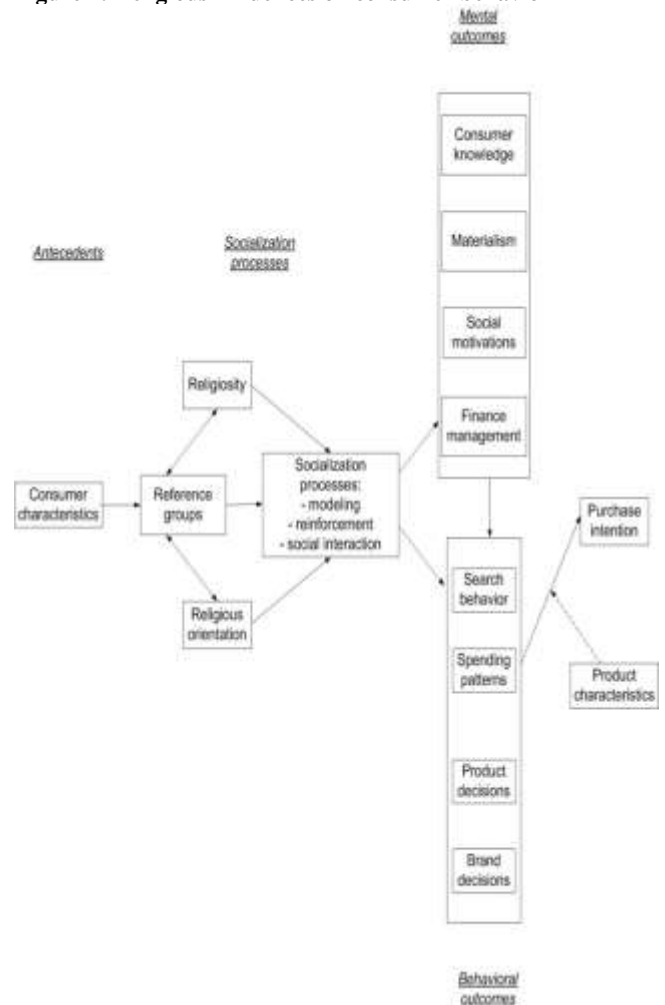 Mental
outcomes
Consumer
knowledge
Materialism
Antecedents
Socialization
processes
Social
motivations
Religiosity
Finance
management
Consumer
characteristics
Reference
groups
Socialization
processes:
- modeling
- reinforcement
- social interaction
Purchase
intention
Search
behavior
Religious
orientation
Spending
patterns
Product
characteristics
Product
decisions
Brand
decisions
Behavioral
outcomes